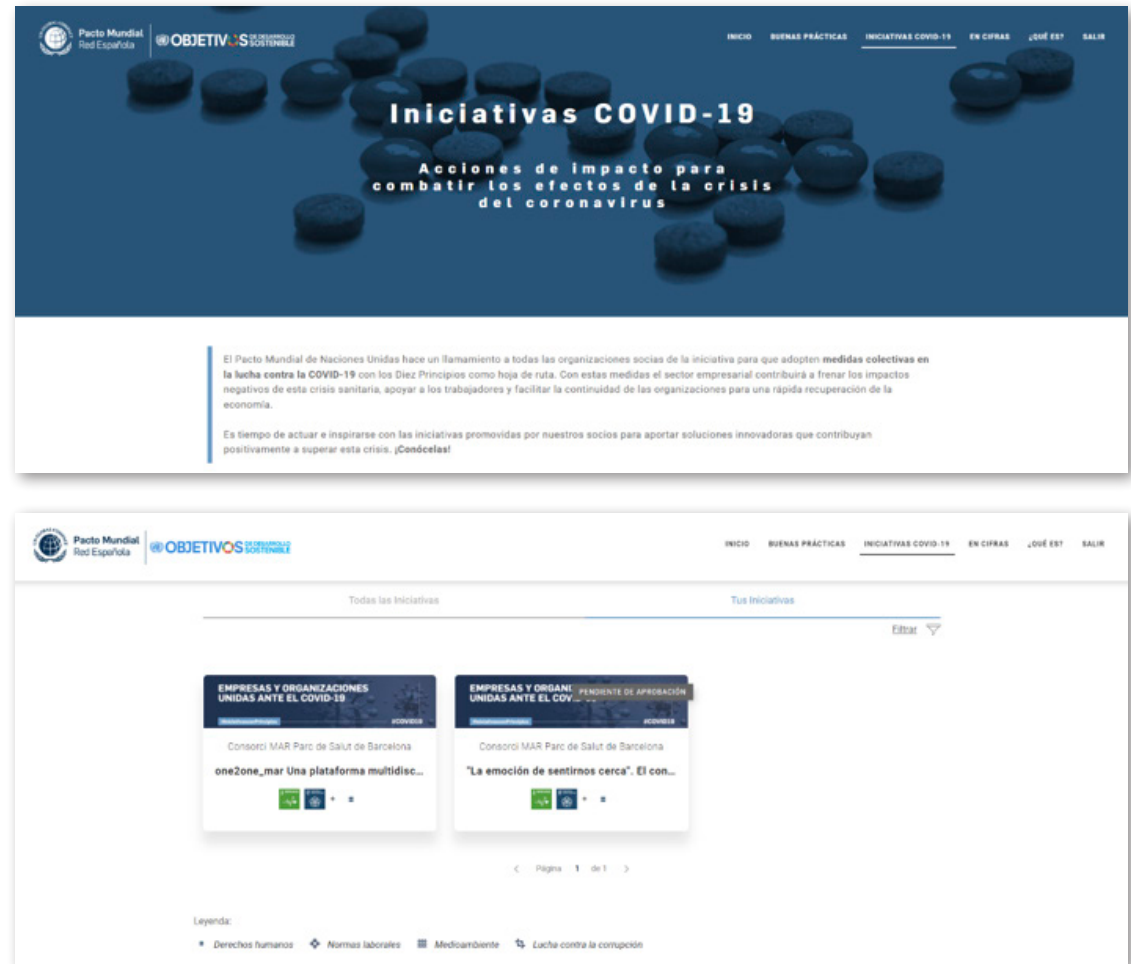 Pacto Mundial
Red Española
OBJETIVOS DE DESARROLLO SOSTENIBLE
INICIO BUENAS PRÁCTICAS INICIATIVAS COVID-19 EN CIFRAS ¿QUÉ ES? SALIR
Iniciativas COVID-19
Acciones de impacto para
combatir los efectos de la crisis
del coronavirus
El Pacto Mundial de Naciones Unidas hace un llamamiento a todas las organizaciones socias de la iniciativa para que adopten medidas colectivas en
la lucha contra la COVID-19 con los Diez Principios como hoja de ruta. Con estas medidas el sector empresarial contribuirá a frenar los impactos
negativos de esta crisis sanitaria, apoyar a los trabajadores y facilitar la continuidad de las organizaciones para una rápida recuperación de la
economía.
Es tiempo de actuar e inspirarse con las iniciativas promovidas por nuestros socios para aportar soluciones innovadoras que contribuyan
positivamente a superar esta crisis. ¡Conócelas!
Pacto Mundial
Red Española
OBJETIVOS DE DESARROLLO SOSTENIBLE
INICIO BUENAS PRÁCTICAS INICIATIVAS COVID-19 EN CIFRAS ¿QUÉ ES? SALIR
Todas las Iniciativas Tus Iniciativas
Filtrar
EMPRESAS Y ORGANIZACIONES
UNIDAS ANTE EL COVID-19
#COVID19
Consorci MAR Parc de Salut de Barcelona
one2one_mar Una plataforma multidisc...
EMPRESAS Y ORGANI
PENDIENTE DE APROBACIÓN
UNIDAS ANTE EL COV
#COVID19
Consorci MAR Parc de Salut de Barcelona
"La emoción de sentirnos cerca". El con...
Página 1 de 1
Leyenda:
Derechos humanos Normas laborales Medioambiente Lucha contra la corrupción